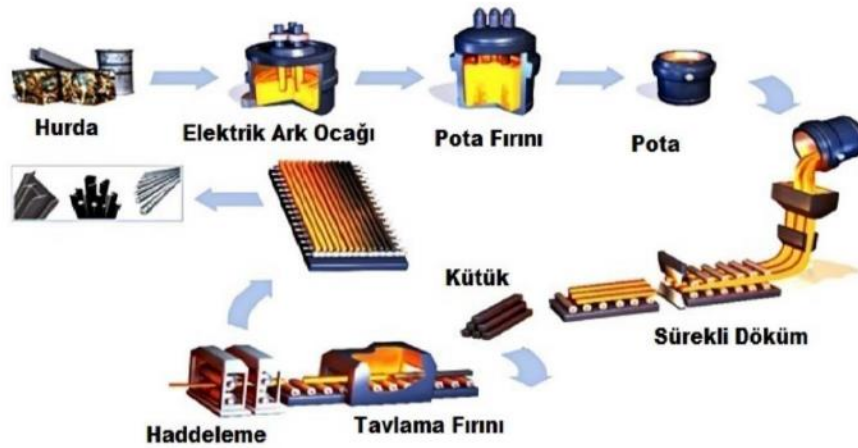 Hurda
Elektrik Ark Ocağı
Pota Fırını
Pota
Sürekli Döküm
Kütük
Tavlama Fırını
Haddeleme